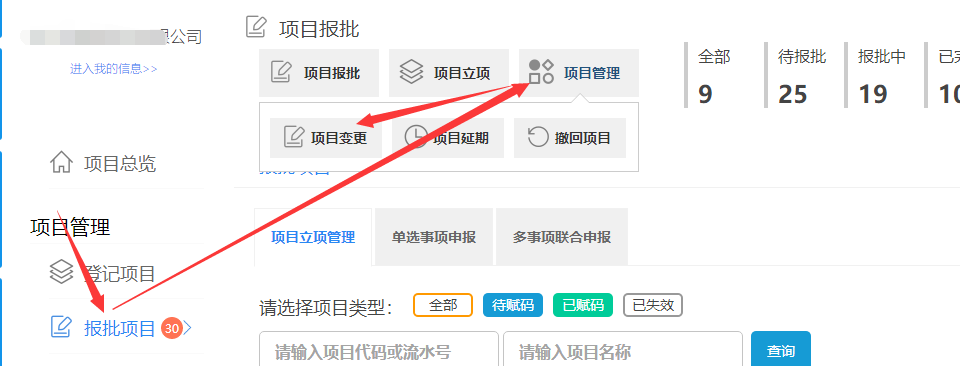 公司
进入我的信息>>
项目总览
项目管理
登记项目
报批项目 30
项目报批
项目报批 项目立项 项目管理
项目变更 项目延期 撤回项目
全部 待报批 报批中
9 25 19 10
项目立项管理 单选事项申报 多事项联合申报
请选择项目类型: 全部 待赋码 已赋码 已失效
请输入项目代码或流水号 请输入项目名称 查询